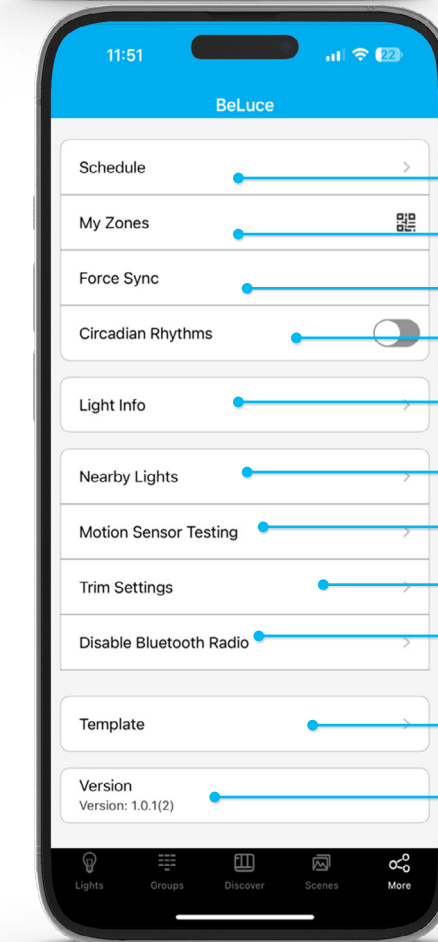 11:51
22
BeLuce
Schedule
My Zones
Force Sync
Circadian Rhythms
Light Info
Nearby Lights
Motion Sensor Testing
Trim Settings
Disable Bluetooth Radio
Template
Version
Version: 1.0.1(2)
Lights Groups Discover Scenes More